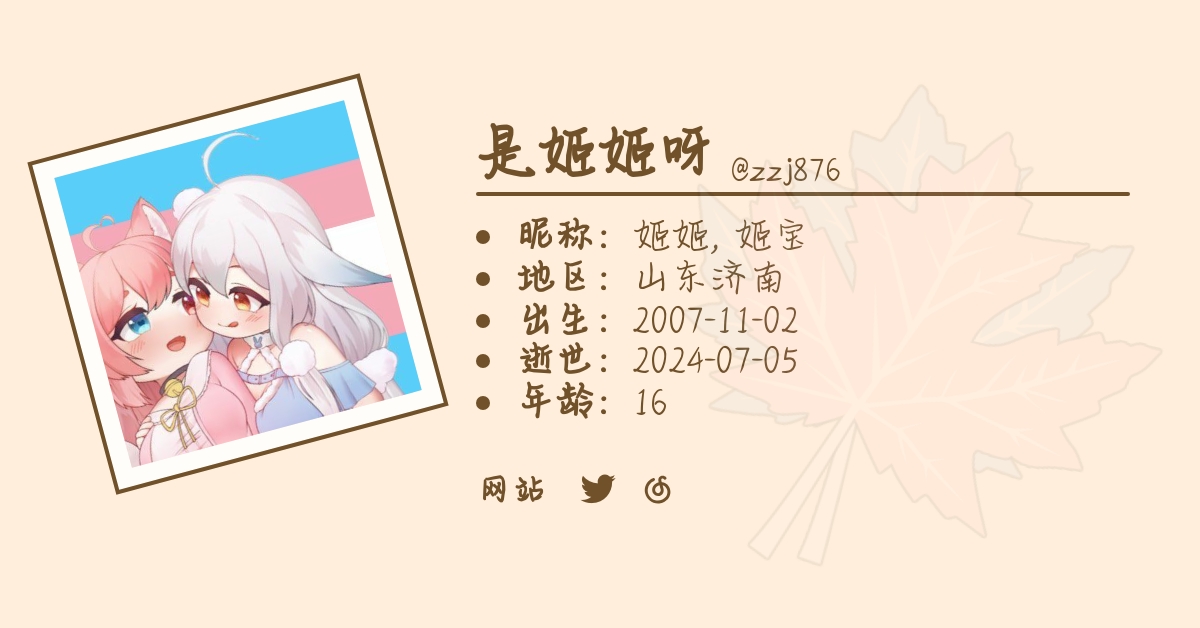 是姬姬呀 @zzj876
昵称： 姬姬, 姬宝
地区： 山东济南
出生： 2007-11-02
逝世： 2024-07-05
年龄： 16
网站